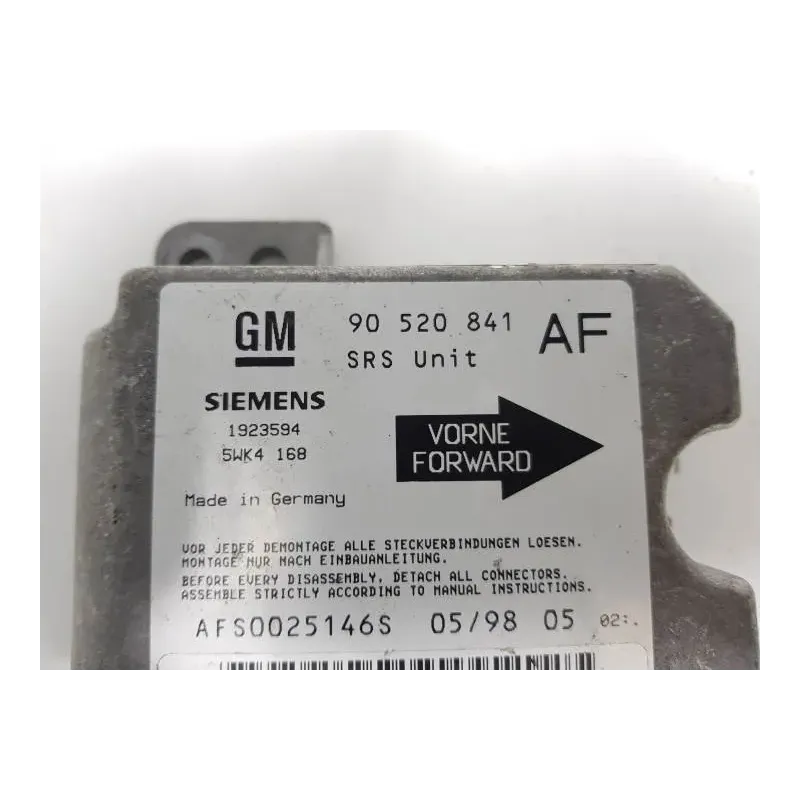 GM 90 520 841 AF
SRS Unit
SIEMENS
1923594
5WK4 168
VORNE
FORWARD
Made in Germany
VOR JEDER DEMONTAGE ALLE STECKVERBINDUNGEN LOESEN.
MONTAGE NUR NACH EINBAUANLEITUNG.
BEFORE EVERY DISASSEMBLY, DETACH ALL CONNECTORS.
ASSEMBLE STRICTLY ACCORDING TO MANUAL INSTRUCTIONS.
AFS0025146S 05/98 05 02:.